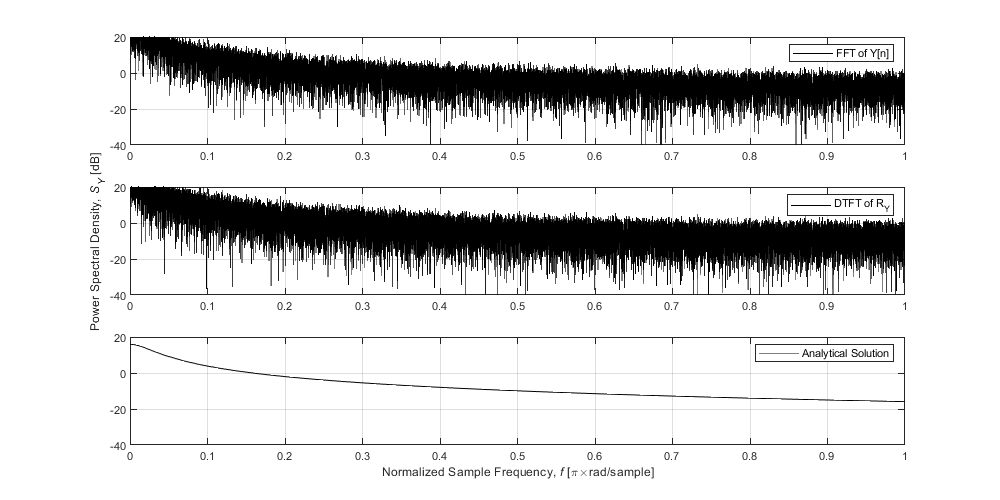 20
0
-20
-40
FFT of Y[n]
0 0.1 0.2 0.3 0.4 0.5 0.6 0.7 0.8 0.9 1
Power Spectral Density, S_Y [dB]
20
0
-20
-40
DTFT of R_Y
0 0.1 0.2 0.3 0.4 0.5 0.6 0.7 0.8 0.9 1
20
0
-20
-40
Analytical Solution
0 0.1 0.2 0.3 0.4 0.5 0.6 0.7 0.8 0.9 1
Normalized Sample Frequency, f [π×rad/sample]